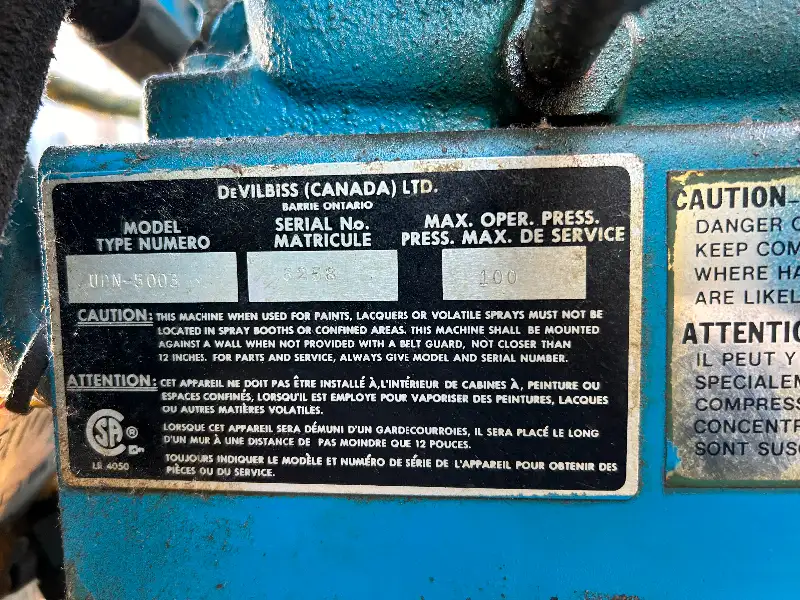 DEVILBISS (CANADA) LTD.
BARRIE ONTARIO
MODEL
TYPE NUMERO
SERIAL No.
MATRICULE
MAX. OPER. PRESS.
PRESS. MAX. DE SERVICE
100
CAUTION: THIS MACHINE WHEN USED FOR PAINTS, LACQUERS OR VOLATILE SPRAYS MUST NOT BE
LOCATED IN SPRAY BOOTHS OR CONFINED AREAS. THIS MACHINE SHALL BE MOUNTED
AGAINST A WALL WHEN NOT PROVIDED WITH A BELT GUARD, NOT CLOSER THAN
12 INCHES. FOR PARTS AND SERVICE, ALWAYS GIVE MODEL AND SERIAL NUMBER.
ATTENTION: CET APPAREIL NE DOIT PAS ÊTRE INSTALLÉ À,L'INTÉRIEUR DE CABINES À, PEINTURE OU
ESPACES CONFINÉS, LORSQU'IL EST EMPLOYE POUR VAPORISER DES PEINTURES, LACQUES
OU AUTRES MATIÈRES VOLATILES.
LORSQUE CET APPAREIL SERA DÉMUNI D'UN GARDECOURROIES, IL SERA PLACÉ LE LONG
D'UN MUR À UNE DISTANCE DE PAS MOINDRE QUE 12 POUCES.
TOUJOURS INDIQUER LE MODÈLE ET NUMÉRO DE SÉRIE DE L'APPAREIL POUR OBTENIR DES
PIÈCES OU DU SERVICE.
LR 4050
CAUTION-
DANGER
KEEP COM
WHERE HA
ARE LIKEL
ATTENTIO
IL PEUT Y
SPECIALEM
COMPRESS
CONCENTR
SONT SUSC